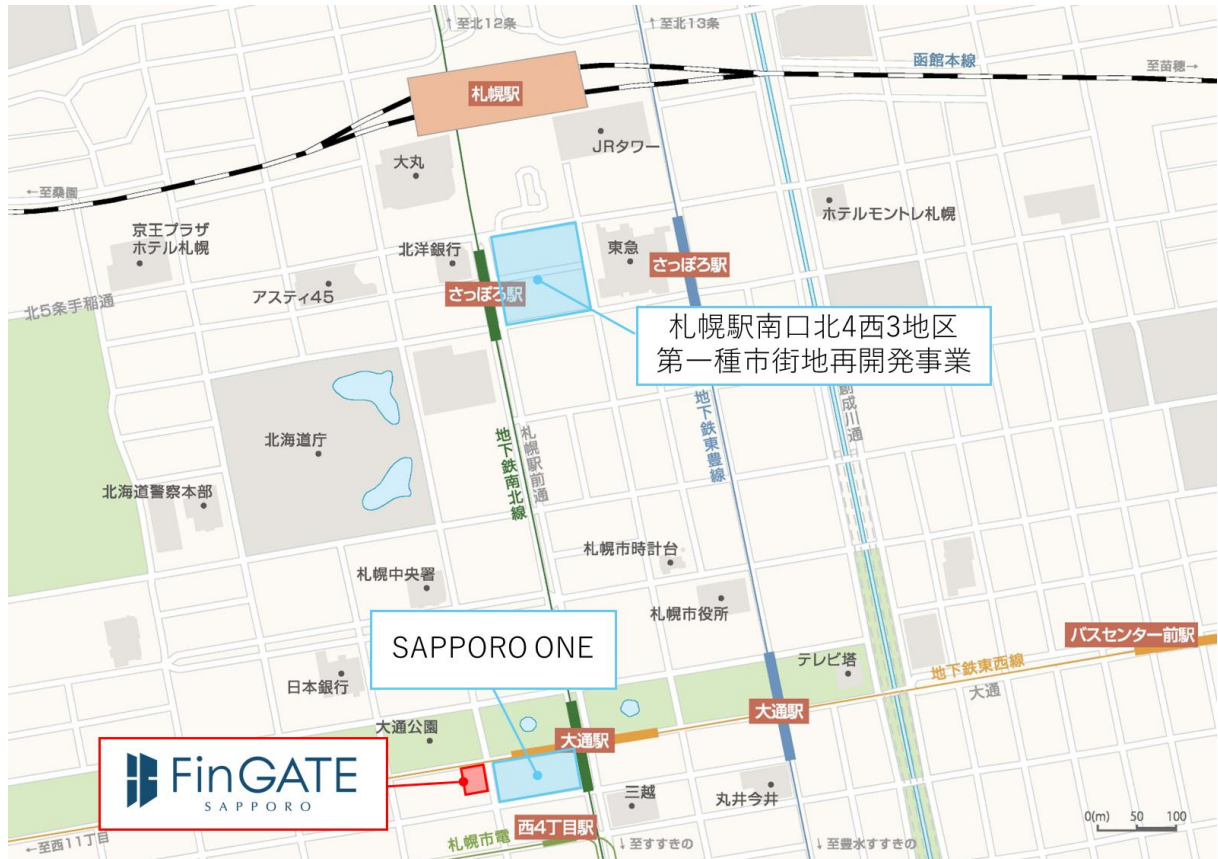 ↑至北12条
↑至北13条
函館本線
至苗穂→
札幌駅
JRタワー
大丸
←至桑園
ホテルモントレ札幌
京王プラザ
ホテル札幌
北洋銀行
東急
さっぽろ駅
アスティ45
さっぽろ駅
北5条手稲通
札幌駅南口北4西3地区
第一種市街地再開発事業
創成川通
地下鉄東豊線
地下鉄南北線
札幌駅前通
北海道庁
北海道警察本部
札幌市時計台
札幌中央署
札幌市役所
SAPPORO ONE
バスセンター前駅
テレビ塔
地下鉄東西線
大通
日本銀行
大通公園
大通駅
大通駅
FinGATE
SAPPORO
三越
丸井今井
0(m) 50 100
西4丁目駅
札幌市電
←至西11丁目
↓至すすきの
↓至豊水すすきの